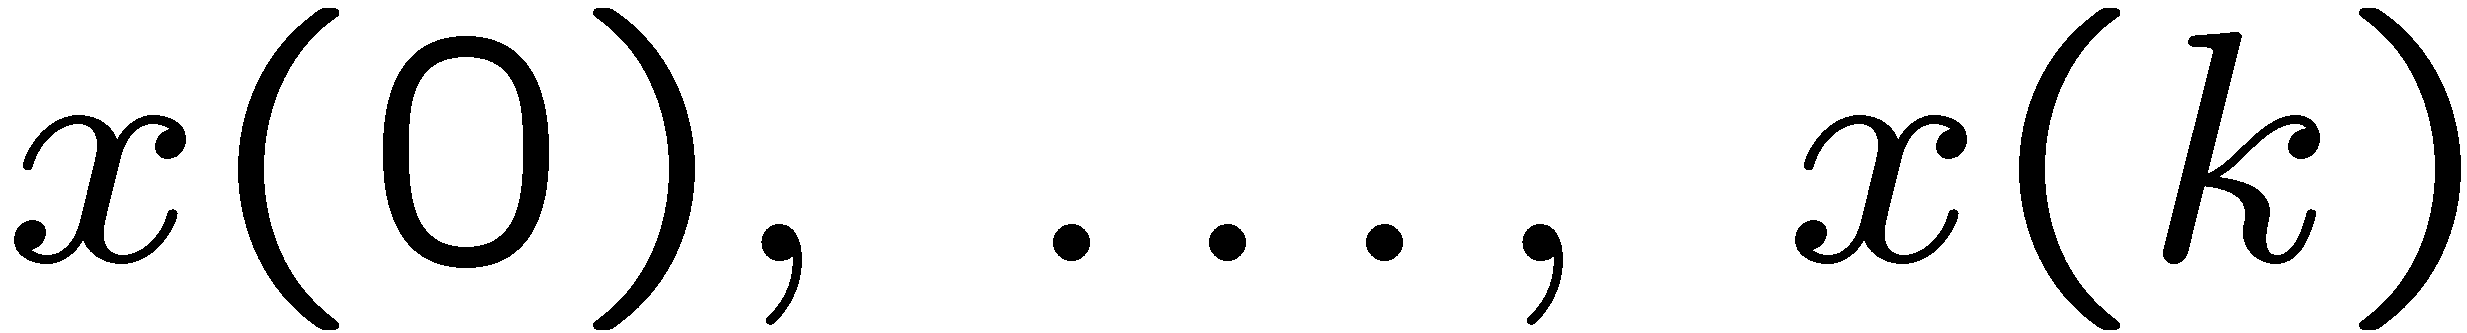 x(0), ..., x(k)